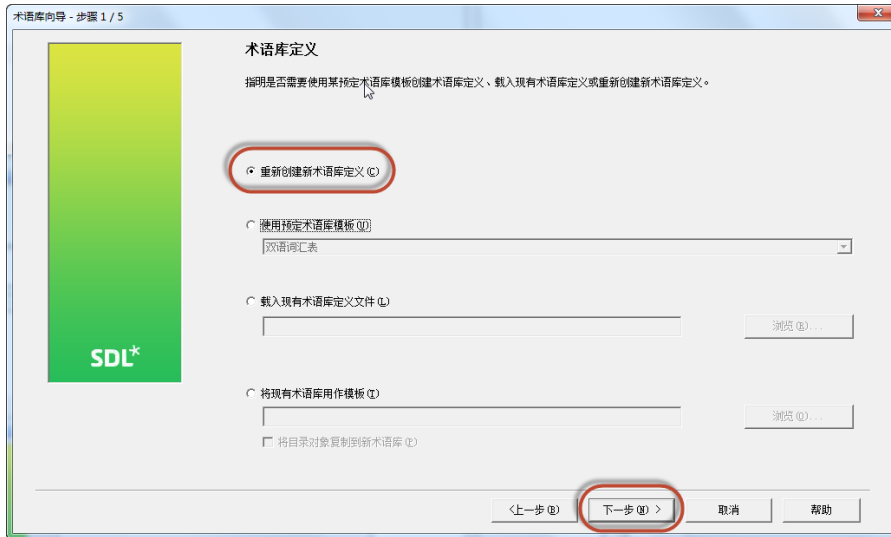 术语库向导 - 步骤 1 / 5
术语库定义
指明是否需要使用某预定术语库模板创建术语库定义、载入现有术语库定义或重新创建新术语库定义。
重新创建新术语库定义(C)
使用预定术语库模板(U)
双语词汇表
载入现有术语库定义文件(L)
浏览(B)...
SDL*
将现有术语库用作模板(T)
浏览(O)...
将目录对象复制到新术语库(P)
<上一步(B) 下一步(N) > 取消 帮助